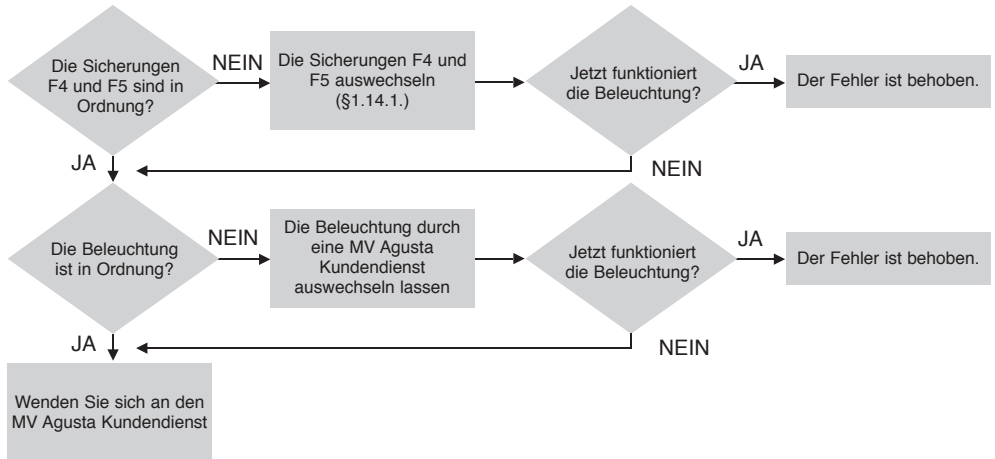 Die Sicherungen
F4 und F5 sind in
Ordnung?
NEIN
Die Sicherungen F4 und
F5 auswechseln
(§1.14.1.)
Jetzt funktioniert
die Beleuchtung?
JA
Der Fehler ist behoben.
JA
NEIN
Die Beleuchtung
ist in Ordnung?
NEIN
Die Beleuchtung durch
eine MV Agusta
Kundendienst
auswechseln lassen
Jetzt funktioniert
die Beleuchtung?
JA
Der Fehler ist behoben.
JA
NEIN
Wenden Sie sich an den
MV Agusta Kundendienst